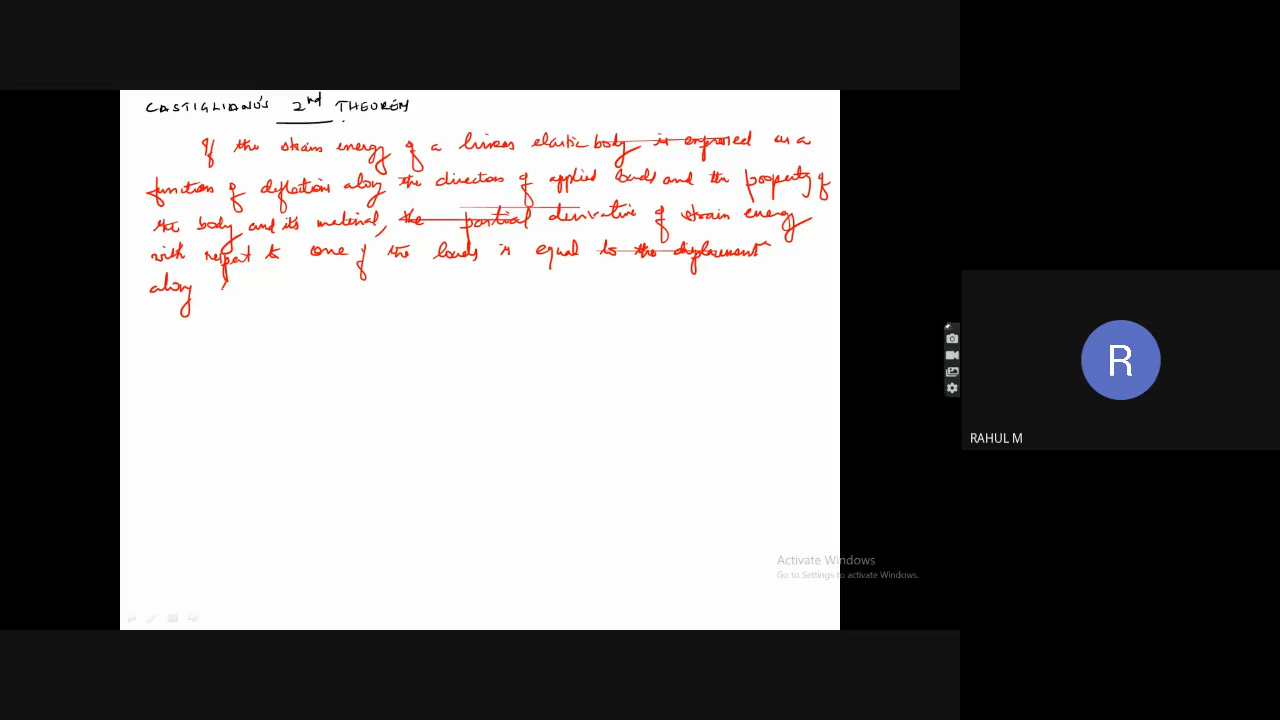 CASTIGLIANO'S 2nd THEOREM
If the strain energy of a linear elastic body is expressed as a
function of deflections along the direction of applied loads and the property of
the body and its material, the partial derivative of strain energy
with respect to one of the loads is equal to the displacement
along
R
RAHUL M
Activate Windows
Go to Settings to activate Windows.